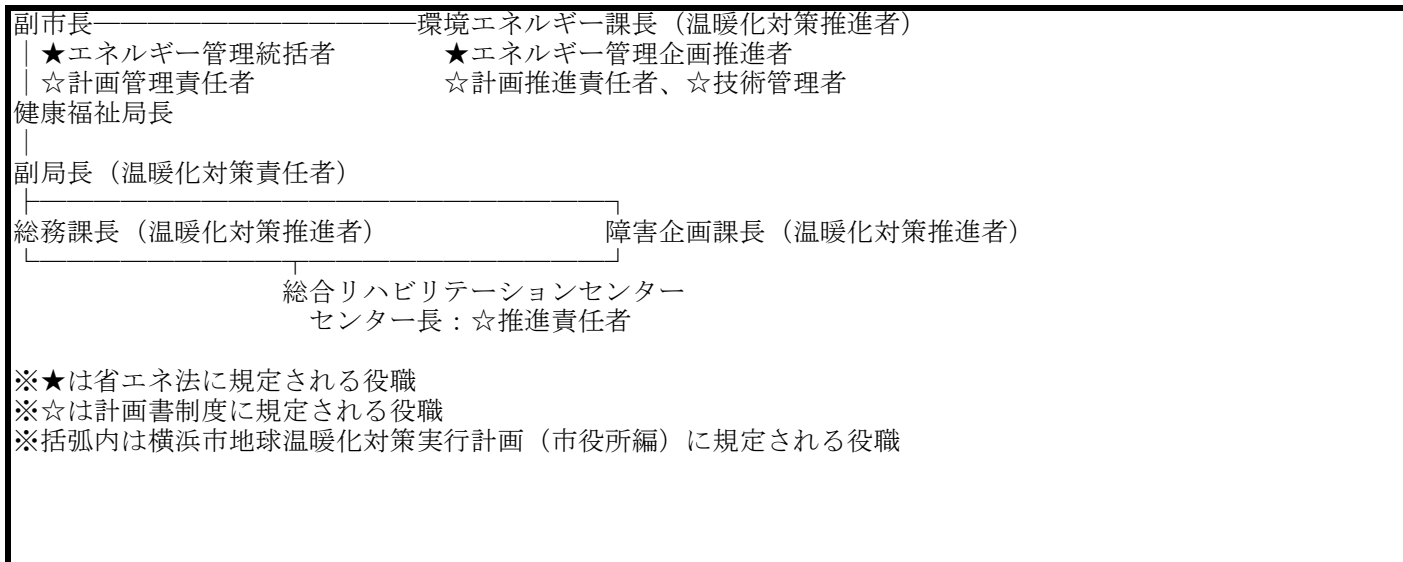 副市長――――――――――――環境エネルギー課長（温暖化対策推進者）
｜★エネルギー管理統括者　　　　★エネルギー管理企画推進者
｜☆計画管理責任者　　　　　　　☆計画推進責任者、☆技術管理者
健康福祉局長
｜
副局長（温暖化対策責任者）
├―――――――――――――――――――――┐
総務課長（温暖化対策推進者）　　　　　　　　障害企画課長（温暖化対策推進者）
└―――――――――┬―――――――――――┘
総合リハビリテーションセンター
センター長：☆推進責任者
※★は省エネ法に規定される役職
※☆は計画書制度に規定される役職
※括弧内は横浜市地球温暖化対策実行計画（市役所編）に規定される役職